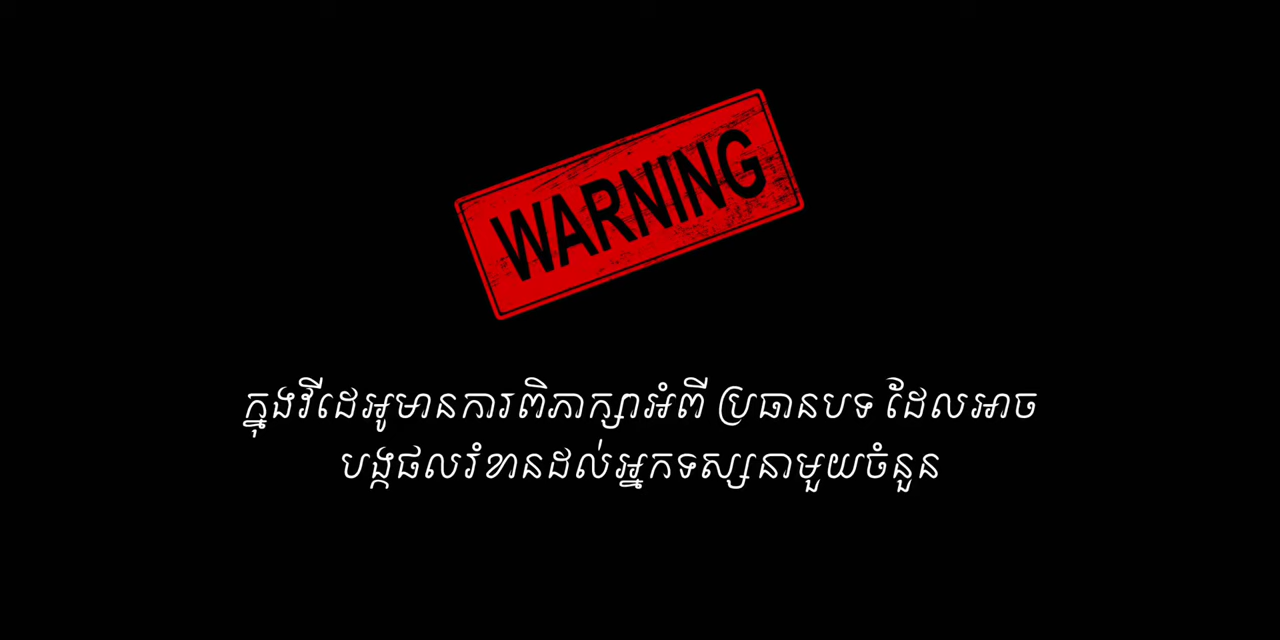 WARNING
ក្នុងវីដេអូមានការពិភាក្សាអំពី ប្រធានបទ ដែលអាច
បង្កផលរំខានដល់អ្នកទស្សនាមួយចំនួន